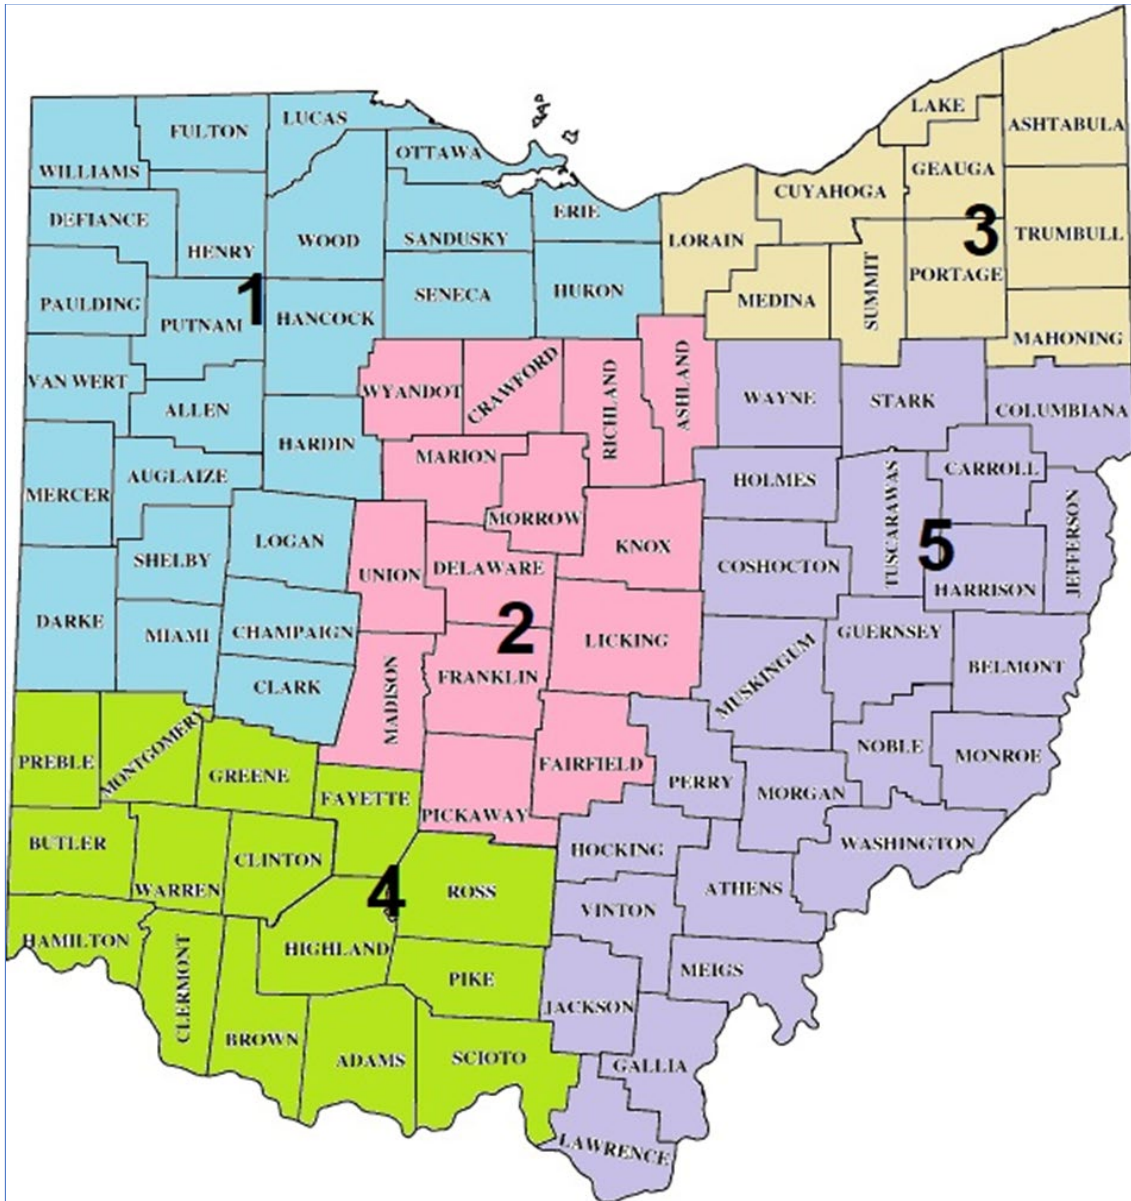 LAKE
ASHTABULA
LUCAS
FULTON
OTTAWA
WILLIAMS
GEAUGA
CUYAHOGA
DEFIANCE
ERIE
HENRY
WOOD
SANDUSKY
LORAIN
3
TRUMBULL
PAULDING
1
SENECA
HUKON
MEDINA
SUMMIT
PORTAGE
PUTNAM
HANCOCK
MAHONING
VAN WERT
ALLEN
WYANDOT
CRAWFORD
RICHLAND
ASHLAND
WAYNE
STARK
COLUMBIANA
HARDIN
MARION
MERCER
AUGLAIZE
HOLMES
CARROLL
TUSCARAWAS
JEFFERSON
MORROW
LOGAN
SHELBY
UNION
DELAWARE
KNOX
COSHOCTON
5
HARRISON
DARKE
MIAMI
CHAMPAIGN
2
LICKING
GUERNSEY
BELMONT
CLARK
MADISON
FRANKLIN
MUSKINGUM
PREBLE
MONTGOMERY
GREENE
FAIRFIELD
NOBLE
MONROE
FAYETTE
PERRY
MORGAN
PICKAWAY
BUTLER
CLINTON
HOCKING
WASHINGTON
WARREN
4
ROSS
VINTON
ATHENS
HAMILTON
CLERMONT
HIGHLAND
PIKE
MEIGS
JACKSON
BROWN
ADAMS
SCIOTO
GALLIA
LAWRENCE